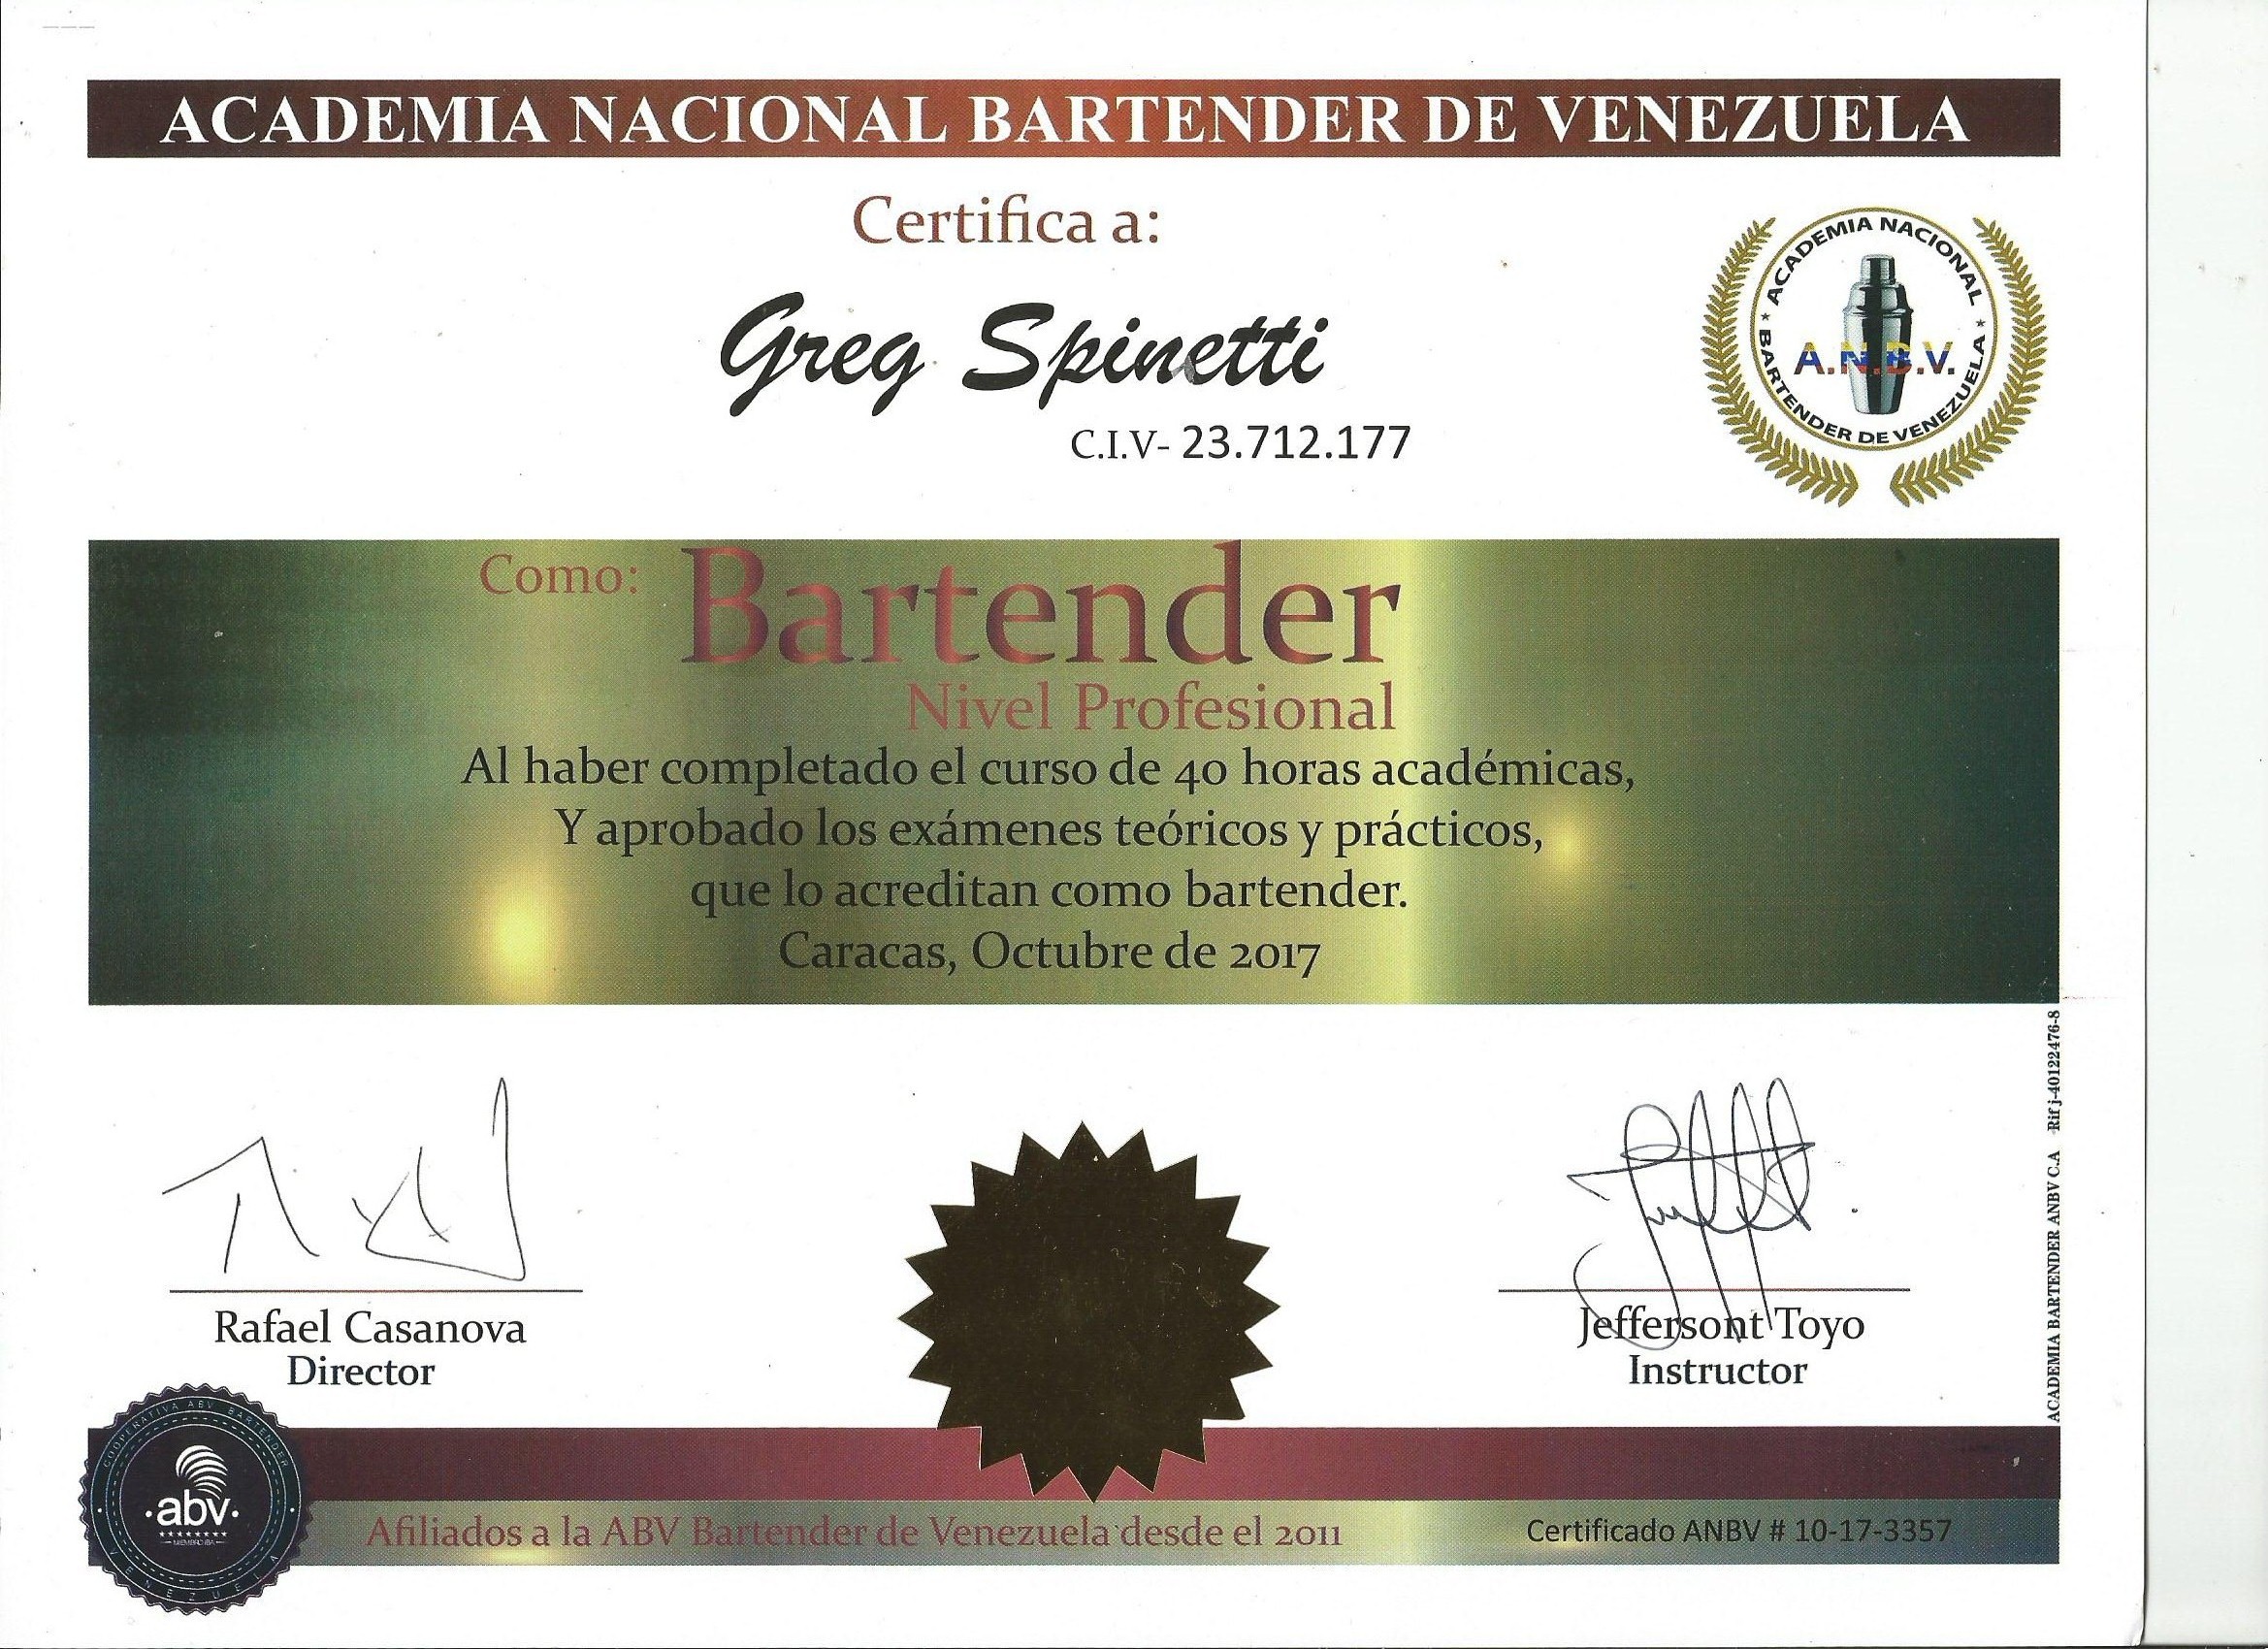 ACADEMIA NACIONAL BARTENDER DE VENEZUELA
Certifica a:
Greg Spinetti
C.I.V- 23.712.177
ACADEMIA NACIONAL
A.N.B.V.
* BARTENDER DE VENEZUELA *
Como: Bartender
Nivel Profesional
Al haber completado el curso de 40 horas académicas,
Y aprobado los exámenes teóricos y prácticos,
que lo acreditan como bartender.
Caracas, Octubre de 2017
Rafael Casanova
Director
Jeffersont Toyo
Instructor
ACADEMIA BARTENDER ANBV C.A Rif j-40122476-8
COOPERATIVA ABV BARTENDER
·abv·
VENEZUELA
Afiliados a la ABV Bartender de Venezuela desde el 2011
Certificado ANBV # 10-17-3357